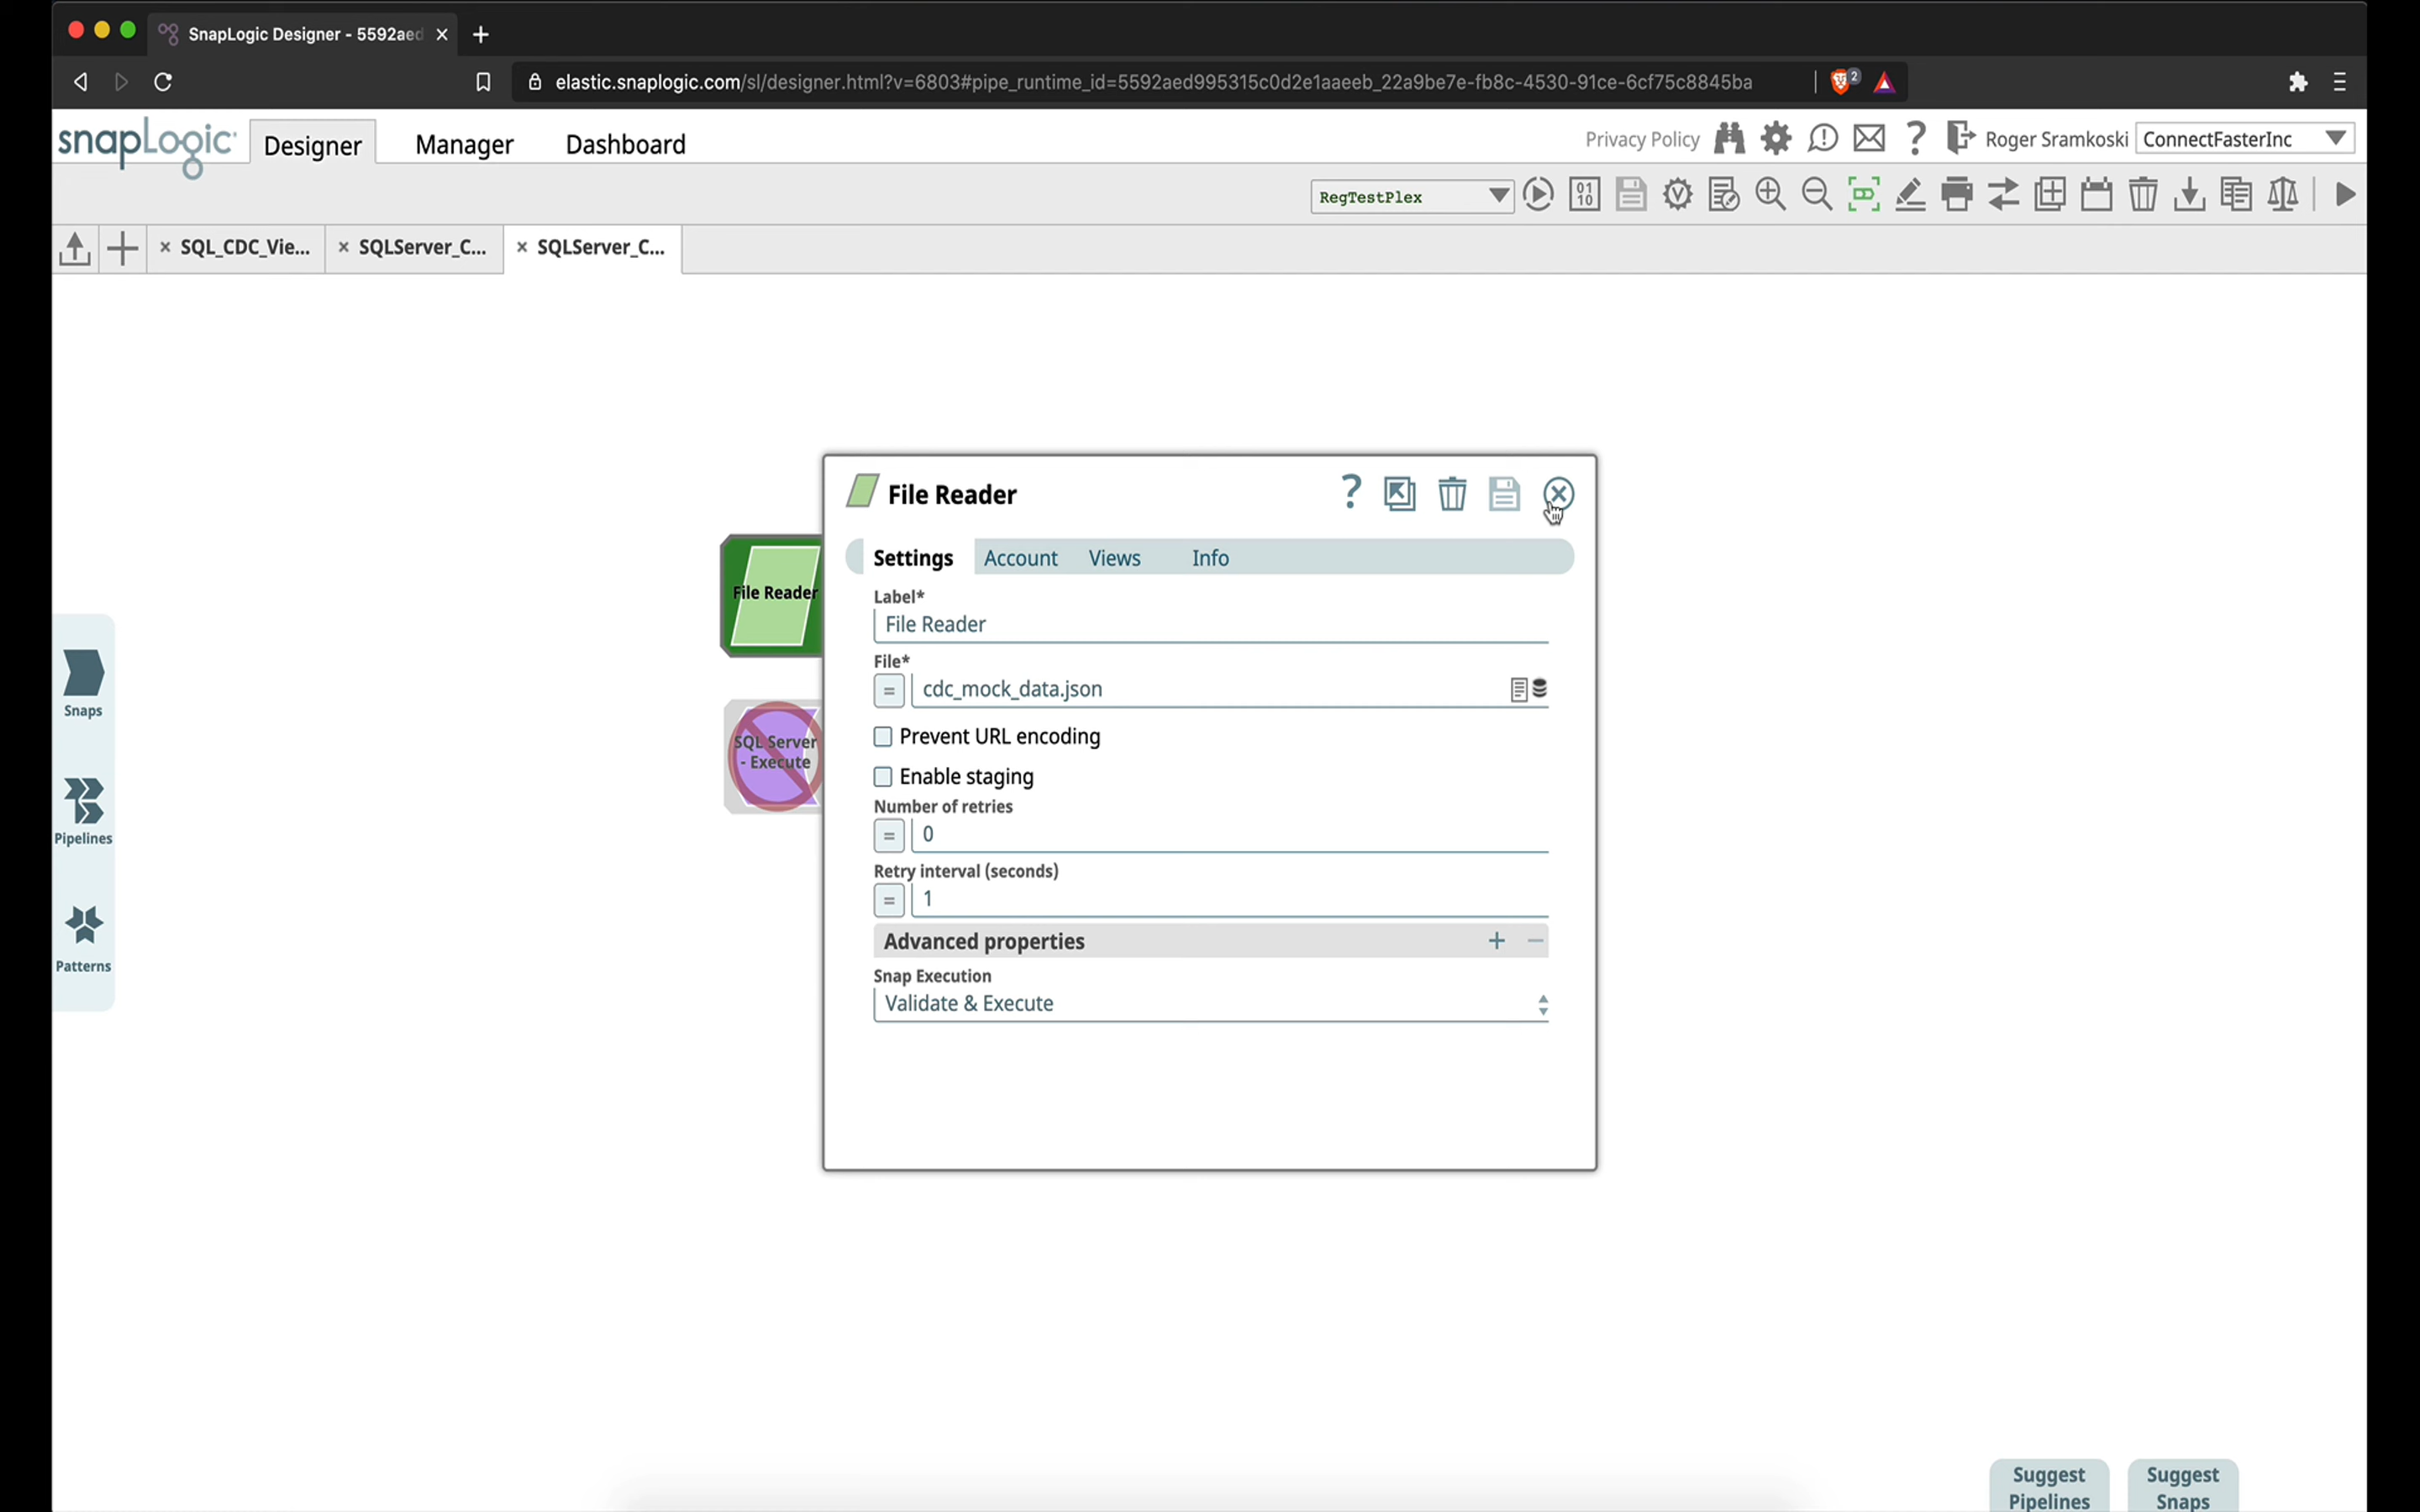 SnapLogic Designer - 5592aed
elastic.snaplogic.com/sl/designer.html?v=6803#pipe_runtime_id=5592aed995315c0d2e1aaeeb_22a9be7e-fb8c-4530-91ce-6cf75c8845ba
2
snapLogic
Designer
Manager
Dashboard
Privacy Policy
Roger Sramkoski
ConnectFasterInc
RegTestPlex
SQL_CDC_Vie...
SQLServer_C...
SQLServer_C...
Snaps
Pipelines
Patterns
File Reader
SQL Server
- Execute
File Reader
Settings
Account
Views
Info
Label*
File Reader
File*
= cdc_mock_data.json
Prevent URL encoding
Enable staging
Number of retries
= 0
Retry interval (seconds)
= 1
Advanced properties
Snap Execution
Validate & Execute
Suggest
Pipelines
Suggest
Snaps